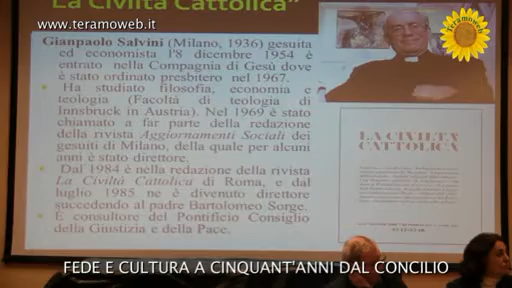 www.teramoweb.it
La Civiltà Cattolica"
teramoweb
Gianpaolo Salvini (Milano, 1936) gesuita
ed economista l'8 dicembre 1954 è
entrato nella Compagnia di Gesù dove
è stato ordinato presbitero nel 1967.
Ha studiato filosofia, economia e
teologia (Facoltà di teologia di
Innsbruck in Austria). Nel 1969 è stato
chiamato a far parte della redazione
della rivista Aggiornamenti Sociali dei
gesuiti di Milano, della quale per alcuni
anni è stato direttore.
Dal 1984 è nella redazione della rivista
La Civiltà Cattolica di Roma, e dal
luglio 1985 ne è divenuto direttore
succedendo al padre Bartolomeo Sorge.
È consultore del Pontificio Consiglio
della Giustizia e della Pace.
LA CIVILTÀ
CATTOLICA
FEDE E CULTURA A CINQUANT'ANNI DAL CONCILIO